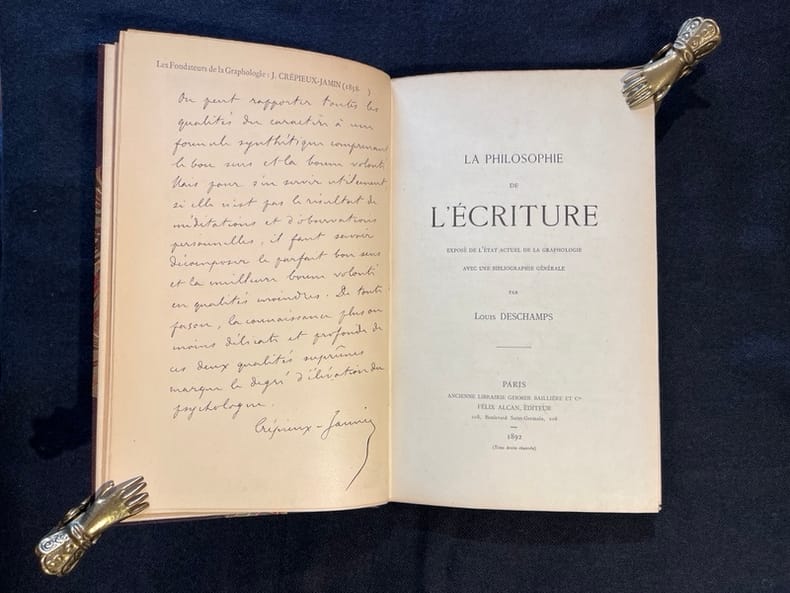 Les Fondateurs de la Graphologie : J. CRÉPIEUX-JAMIN (1858- )
On peut rapporter toutes les
qualités du caractère à une
formule synthétique comprenant
le bon sens et la bonne volonté
Mais pour s'en servir utilement
si elle n'est pas le résultat de
méditations et d'observations
personnelles, il faut savoir
décomposer le parfait bon sens
et la meilleure bonne volonté
en qualités moindres. De toute
façon, la connaissance plus ou
moins délicate et profonde de
ces deux qualités suprêmes
marque le degré d'élévation du
psychologue.
Crépieux-Jamin
LA PHILOSOPHIE
DE
L'ÉCRITURE
EXPOSÉ DE L'ÉTAT ACTUEL DE LA GRAPHOLOGIE
AVEC UNE BIBLIOGRAPHIE GÉNÉRALE
PAR
LOUIS DESCHAMPS
PARIS
ANCIENNE LIBRAIRIE GERMER BAILLIÈRE ET Cie
FÉLIX ALCAN, ÉDITEUR
108, Boulevard Saint-Germain, 108
1892
(Tous droits réservés)